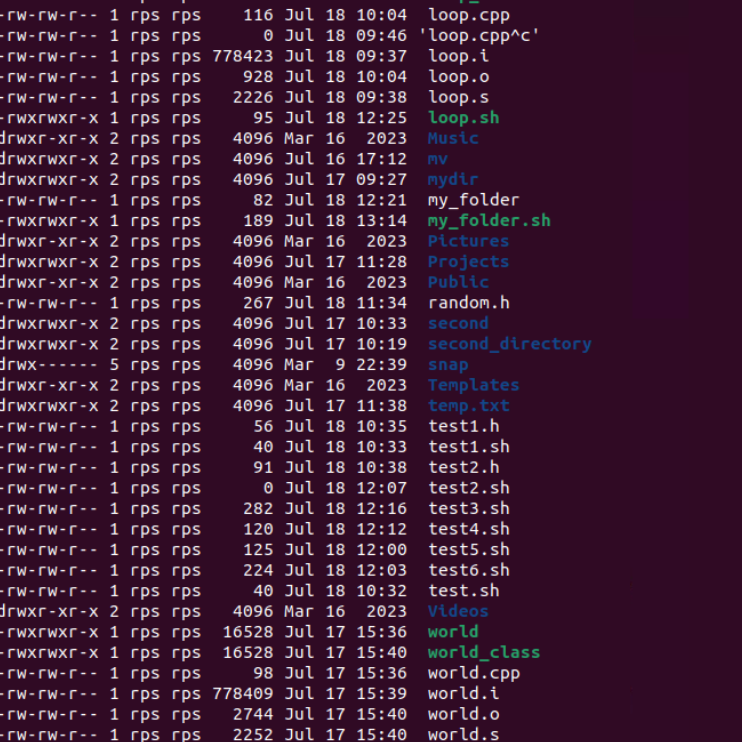 -rw-rw-r-- 1 rps rps    116 Jul 18 10:04  loop.cpp
-rw-rw-r-- 1 rps rps      0 Jul 18 09:46 'loop.cpp^c'
-rw-rw-r-- 1 rps rps 778423 Jul 18 09:37  loop.i
-rw-rw-r-- 1 rps rps    928 Jul 18 10:04  loop.o
-rw-rw-r-- 1 rps rps   2226 Jul 18 09:38  loop.s
-rwxrwxr-x 1 rps rps     95 Jul 18 12:25  loop.sh
drwxr-xr-x 2 rps rps   4096 Mar 16  2023  Music
drwxrwxr-x 2 rps rps   4096 Jul 16 17:12  mv
drwxrwxr-x 2 rps rps   4096 Jul 17 09:27  mydir
-rw-rw-r-- 1 rps rps     82 Jul 18 12:21  my_folder
-rwxrwxr-x 1 rps rps    189 Jul 18 13:14  my_folder.sh
drwxr-xr-x 2 rps rps   4096 Mar 16  2023  Pictures
drwxrwxr-x 2 rps rps   4096 Jul 17 11:28  Projects
drwxr-xr-x 2 rps rps   4096 Mar 16  2023  Public
-rw-rw-r-- 1 rps rps    267 Jul 18 11:34  random.h
drwxrwxr-x 2 rps rps   4096 Jul 17 10:33  second
drwxrwxr-x 2 rps rps   4096 Jul 17 10:19  second_directory
drwx------ 5 rps rps   4096 Mar  9 22:39  snap
drwxr-xr-x 2 rps rps   4096 Mar 16  2023  Templates
drwxrwxr-x 2 rps rps   4096 Jul 17 11:38  temp.txt
-rw-rw-r-- 1 rps rps     56 Jul 18 10:35  test1.h
-rw-rw-r-- 1 rps rps     40 Jul 18 10:33  test1.sh
-rw-rw-r-- 1 rps rps     91 Jul 18 10:38  test2.h
-rw-rw-r-- 1 rps rps      0 Jul 18 12:07  test2.sh
-rw-rw-r-- 1 rps rps    282 Jul 18 12:16  test3.sh
-rw-rw-r-- 1 rps rps    120 Jul 18 12:12  test4.sh
-rw-rw-r-- 1 rps rps    125 Jul 18 12:00  test5.sh
-rw-rw-r-- 1 rps rps    224 Jul 18 12:03  test6.sh
-rw-rw-r-- 1 rps rps     40 Jul 18 10:32  test.sh
drwxr-xr-x 2 rps rps   4096 Mar 16  2023  Videos
-rwxrwxr-x 1 rps rps  16528 Jul 17 15:36  world
-rwxrwxr-x 1 rps rps  16528 Jul 17 15:40  world_class
-rw-rw-r-- 1 rps rps     98 Jul 17 15:36  world.cpp
-rw-rw-r-- 1 rps rps 778409 Jul 17 15:39  world.i
-rw-rw-r-- 1 rps rps   2744 Jul 17 15:40  world.o
-rw-rw-r-- 1 rps rps   2252 Jul 17 15:40  world.s